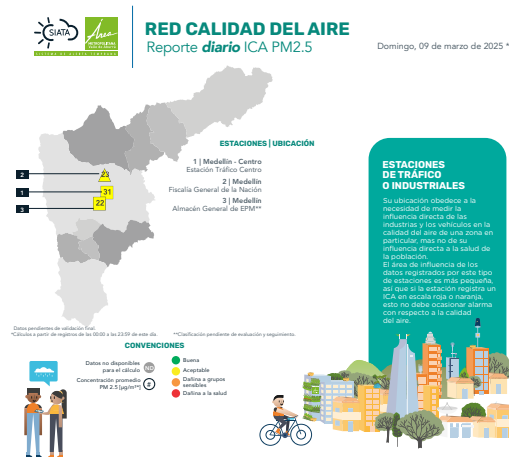 SIATA
Área
METROPOLITANA
Valle de Aburrá
RED CALIDAD DEL AIRE
Reporte diario ICA PM2.5
Domingo, 09 de marzo de 2025 *
ESTACIONES | UBICACIÓN
1 | Medellín - Centro
Estación Tráfico Centro
2 | Medellín
Fiscalía General de la Nación
3 | Medellín
Almacén General de EPM**
2
23
1
31
3
22
ESTACIONES
DE TRÁFICO
O INDUSTRIALES
Su ubicación obedece a la
necesidad de medir la
influencia directa de las
industrias y los vehículos en la
calidad del aire de una zona en
particular, mas no de su
influencia directa a la salud de
la población.
El área de influencia de los
datos registrados por este tipo
de estaciones es más pequeña,
así que si la estación registra un
ICA en escala roja o naranja,
esto no debe ocasionar alarma
con respecto a la calidad
del aire.
Datos pendientes de validación final.
*Cálculos a partir de registros de las 00:00 a las 23:59 de este día.
**Clasificación pendiente de evaluación y seguimiento.
CONVENCIONES
Datos no disponibles
para el cálculo
ND
Concentración promedio
PM 2.5 (µg/m³)
#
Buena
Aceptable
Dañina a grupos
sensibles
Dañina a la salud